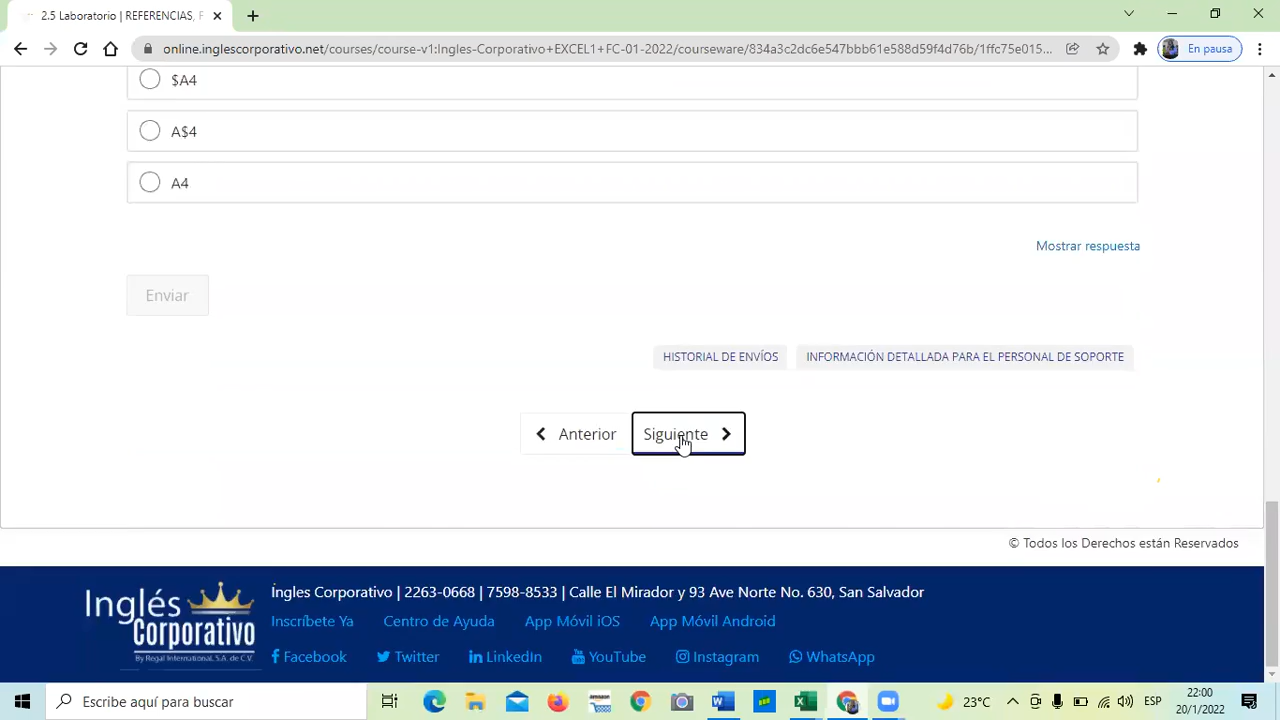 2.5 Laboratorio | REFERENCIAS, F
online.inglescorporativo.net/courses/course-v1:Ingles-Corporativo+EXCEL1+FC-01-2022/courseware/
En pausa
$A4
A$4
A4
Mostrar respuesta
Enviar
HISTORIAL DE ENVÍOS
INFORMACIÓN DETALLADA PARA EL PERSONAL DE SOPORTE
Anterior
Siguiente
© Todos los Derechos están Reservados
Inglés Corporativo
By Regal International, S.A. de C.V.
Íngles Corporativo | 2263-0668 | 7598-8533 | Calle El Mirador y 93 Ave Norte No. 630, San Salvador
Inscríbete Ya Centro de Ayuda App Móvil iOS App Móvil Android
Facebook Twitter LinkedIn YouTube Instagram WhatsApp
Escribe aquí para buscar
23°C
ESP
22:00
20/1/2022